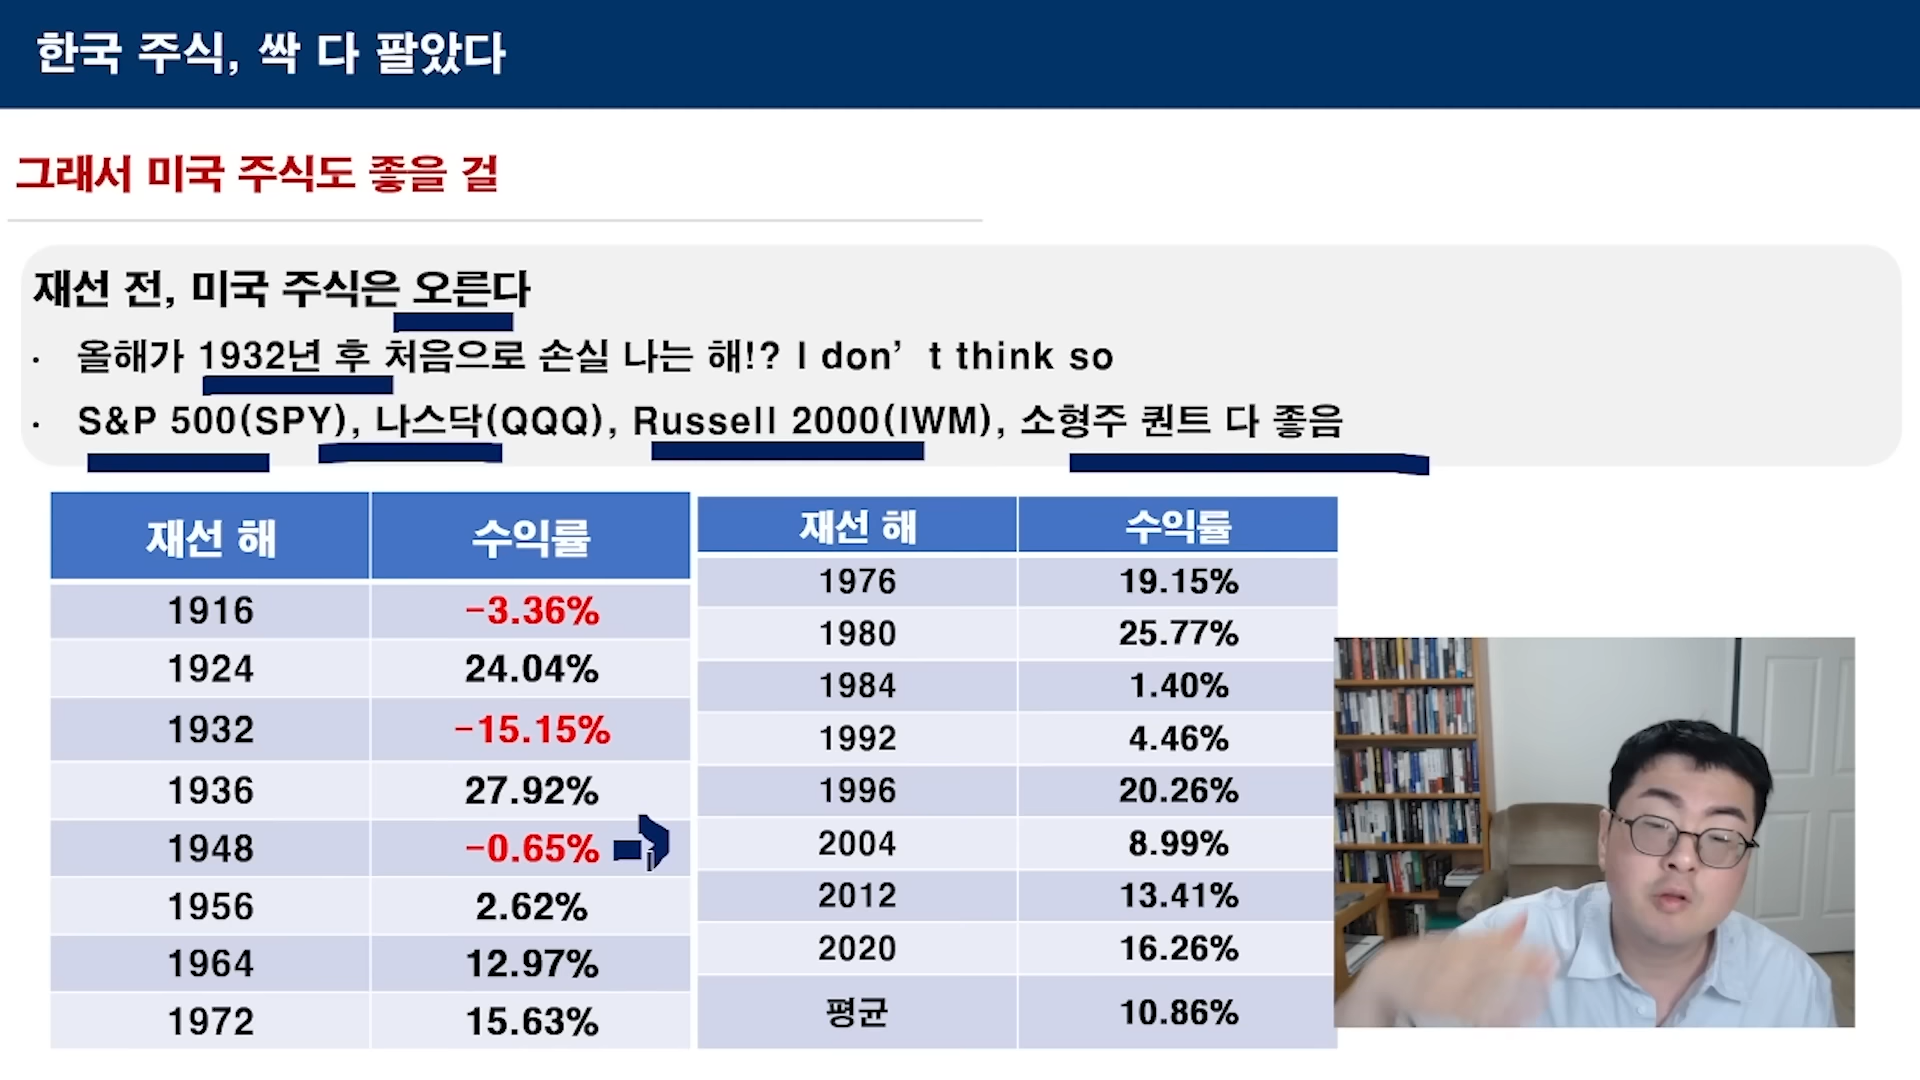 한국 주식, 싹 다 팔았다
그래서 미국 주식도 좋을 걸
재선 전, 미국 주식은 오른다
· 올해가 1932년 후 처음으로 손실 나는 해!? I don’t think so
· S&P 500(SPY), 나스닥(QQQ), Russell 2000(IWM), 소형주 퀀트 다 좋음
재선 해 수익률
1916 -3.36%
1924 24.04%
1932 -15.15%
1936 27.92%
1948 -0.65%
1956 2.62%
1964 12.97%
1972 15.63%
재선 해 수익률
1976 19.15%
1980 25.77%
1984 1.40%
1992 4.46%
1996 20.26%
2004 8.99%
2012 13.41%
2020 16.26%
평균 10.86%